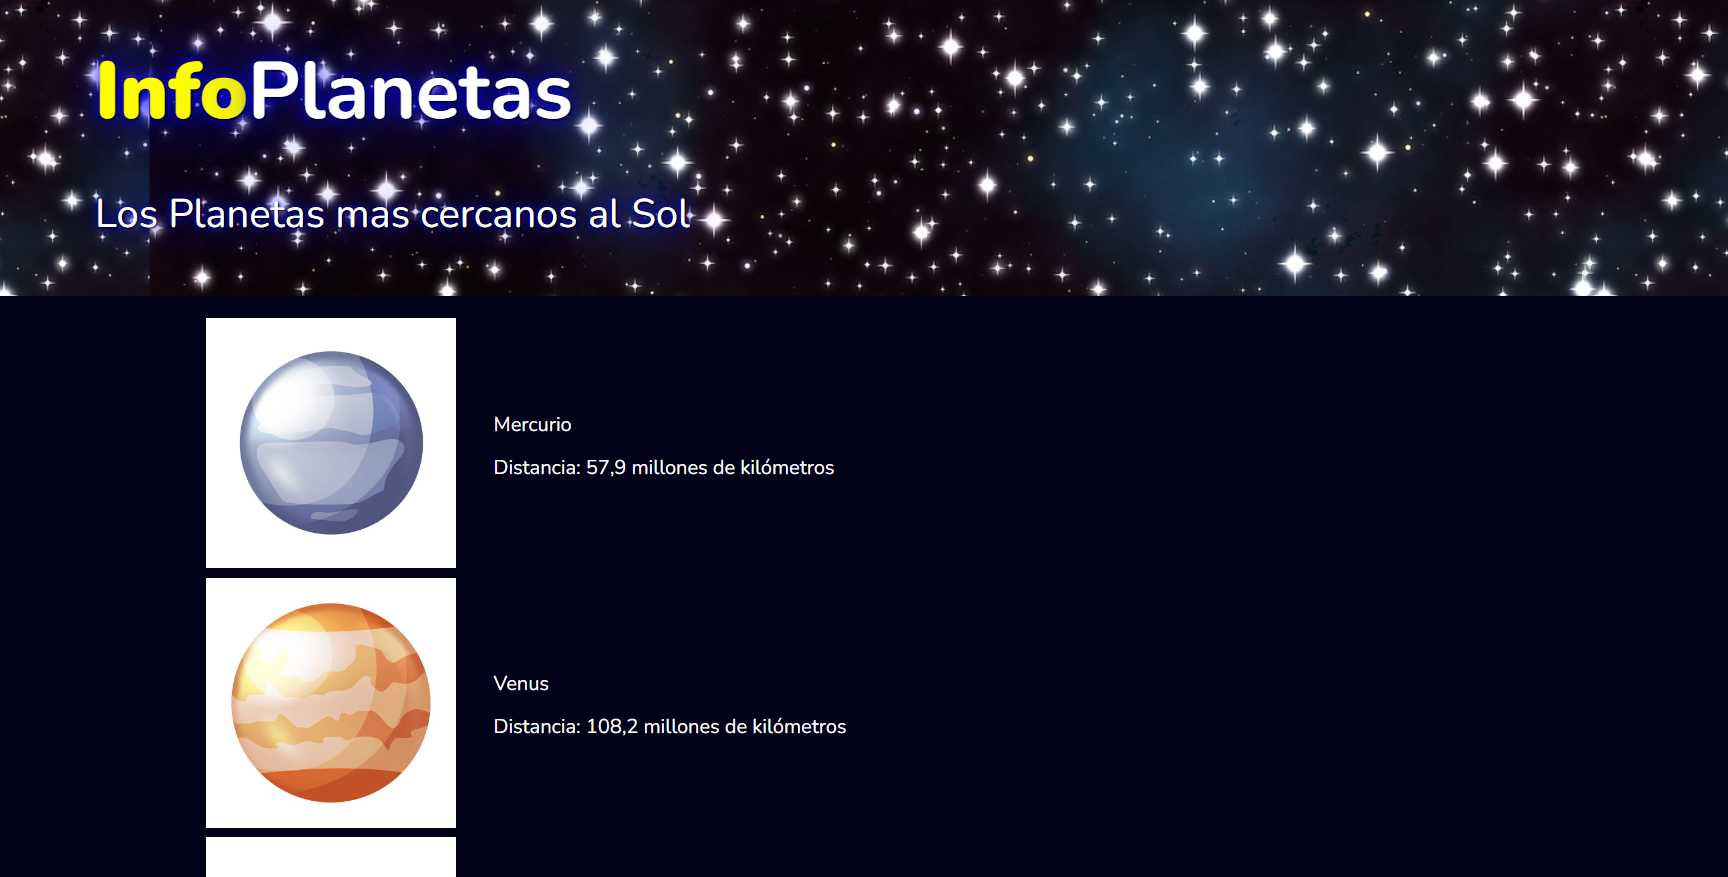 InfoPlanetas
Los Planetas mas cercanos al Sol
Mercurio
Distancia: 57,9 millones de kilómetros
Venus
Distancia: 108,2 millones de kilómetros